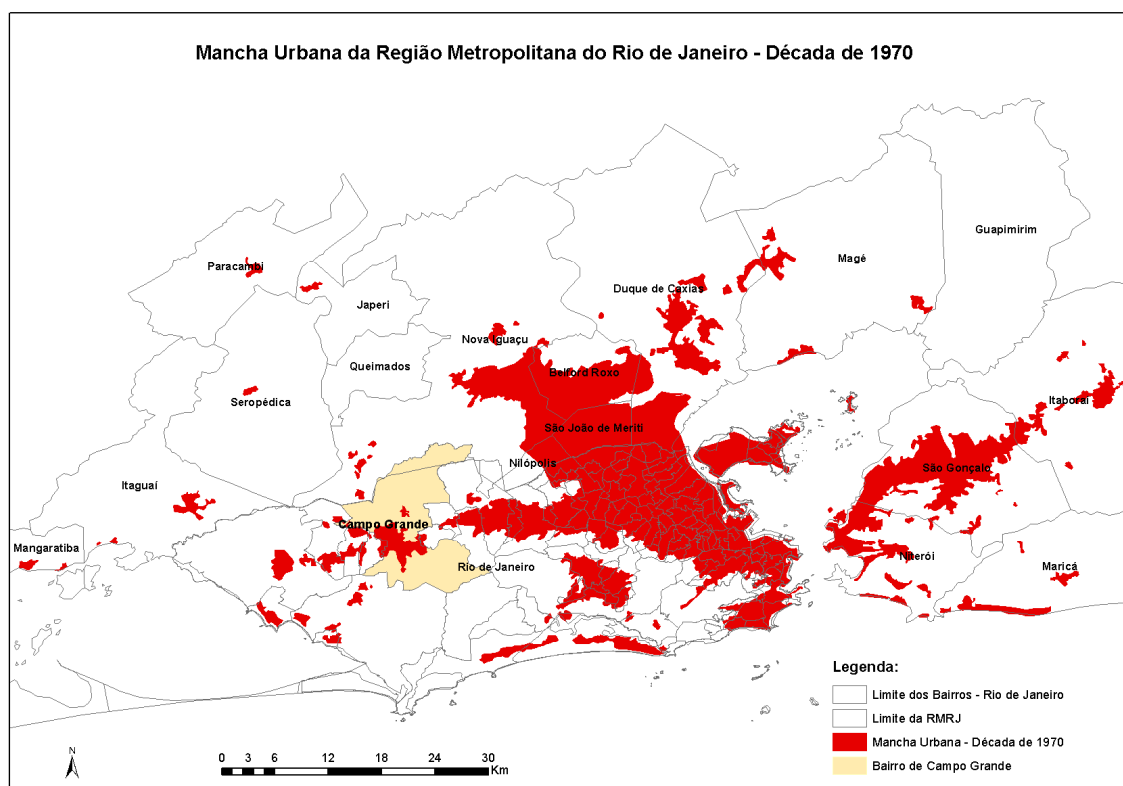 Mancha Urbana da Região Metropolitana do Rio de Janeiro - Década de 1970
Guapimirim
Magé
Paracambi
Duque de Caxias
Japeri
Nova Iguaçu
Queimados
Belford Roxo
Seropédica
Itaboraí
São João de Meriti
Nilópolis
São Gonçalo
Itaguaí
Campo Grande
Mangaratiba
Niterói
Rio de Janeiro
Maricá
Legenda:
Limite dos Bairros - Rio de Janeiro
Limite da RMRJ
Mancha Urbana - Década de 1970
Bairro de Campo Grande
N
0 3 6 12 18 24 30
Km